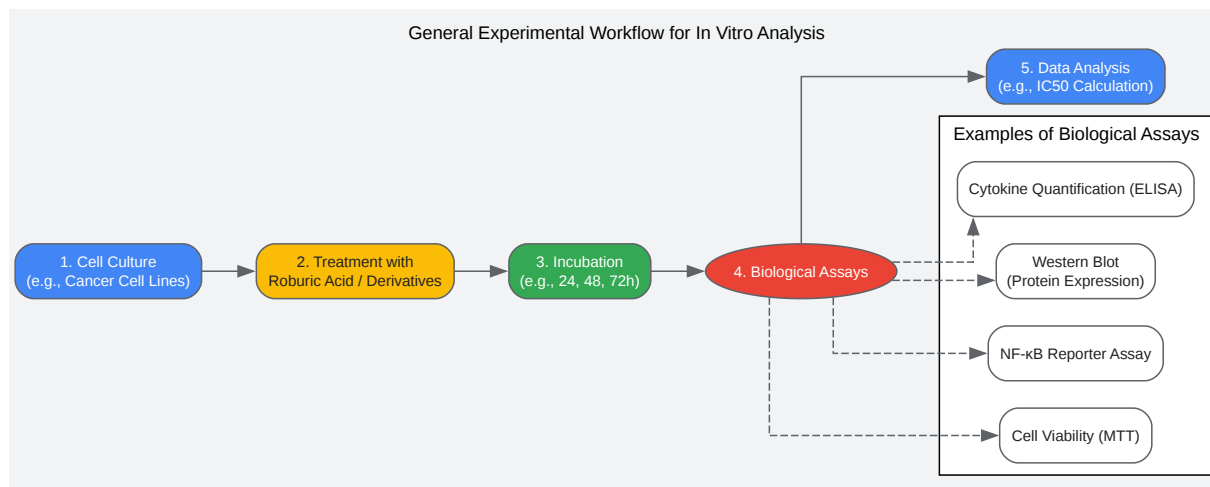 General Experimental Workflow for In Vitro Analysis
1. Cell Culture
(e.g., Cancer Cell Lines)
2. Treatment with
Roburic Acid / Derivatives
3. Incubation
(e.g., 24, 48, 72h)
4. Biological Assays
5. Data Analysis
(e.g., IC50 Calculation)
Examples of Biological Assays
Cytokine Quantification (ELISA)
Western Blot
(Protein Expression)
NF-κB Reporter Assay
Cell Viability (MTT)